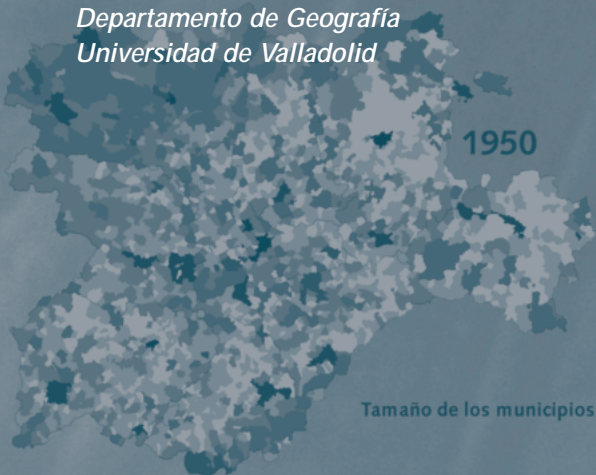 Departamento de Geografía
Universidad de Valladolid
1950
Tamaño de los municipios